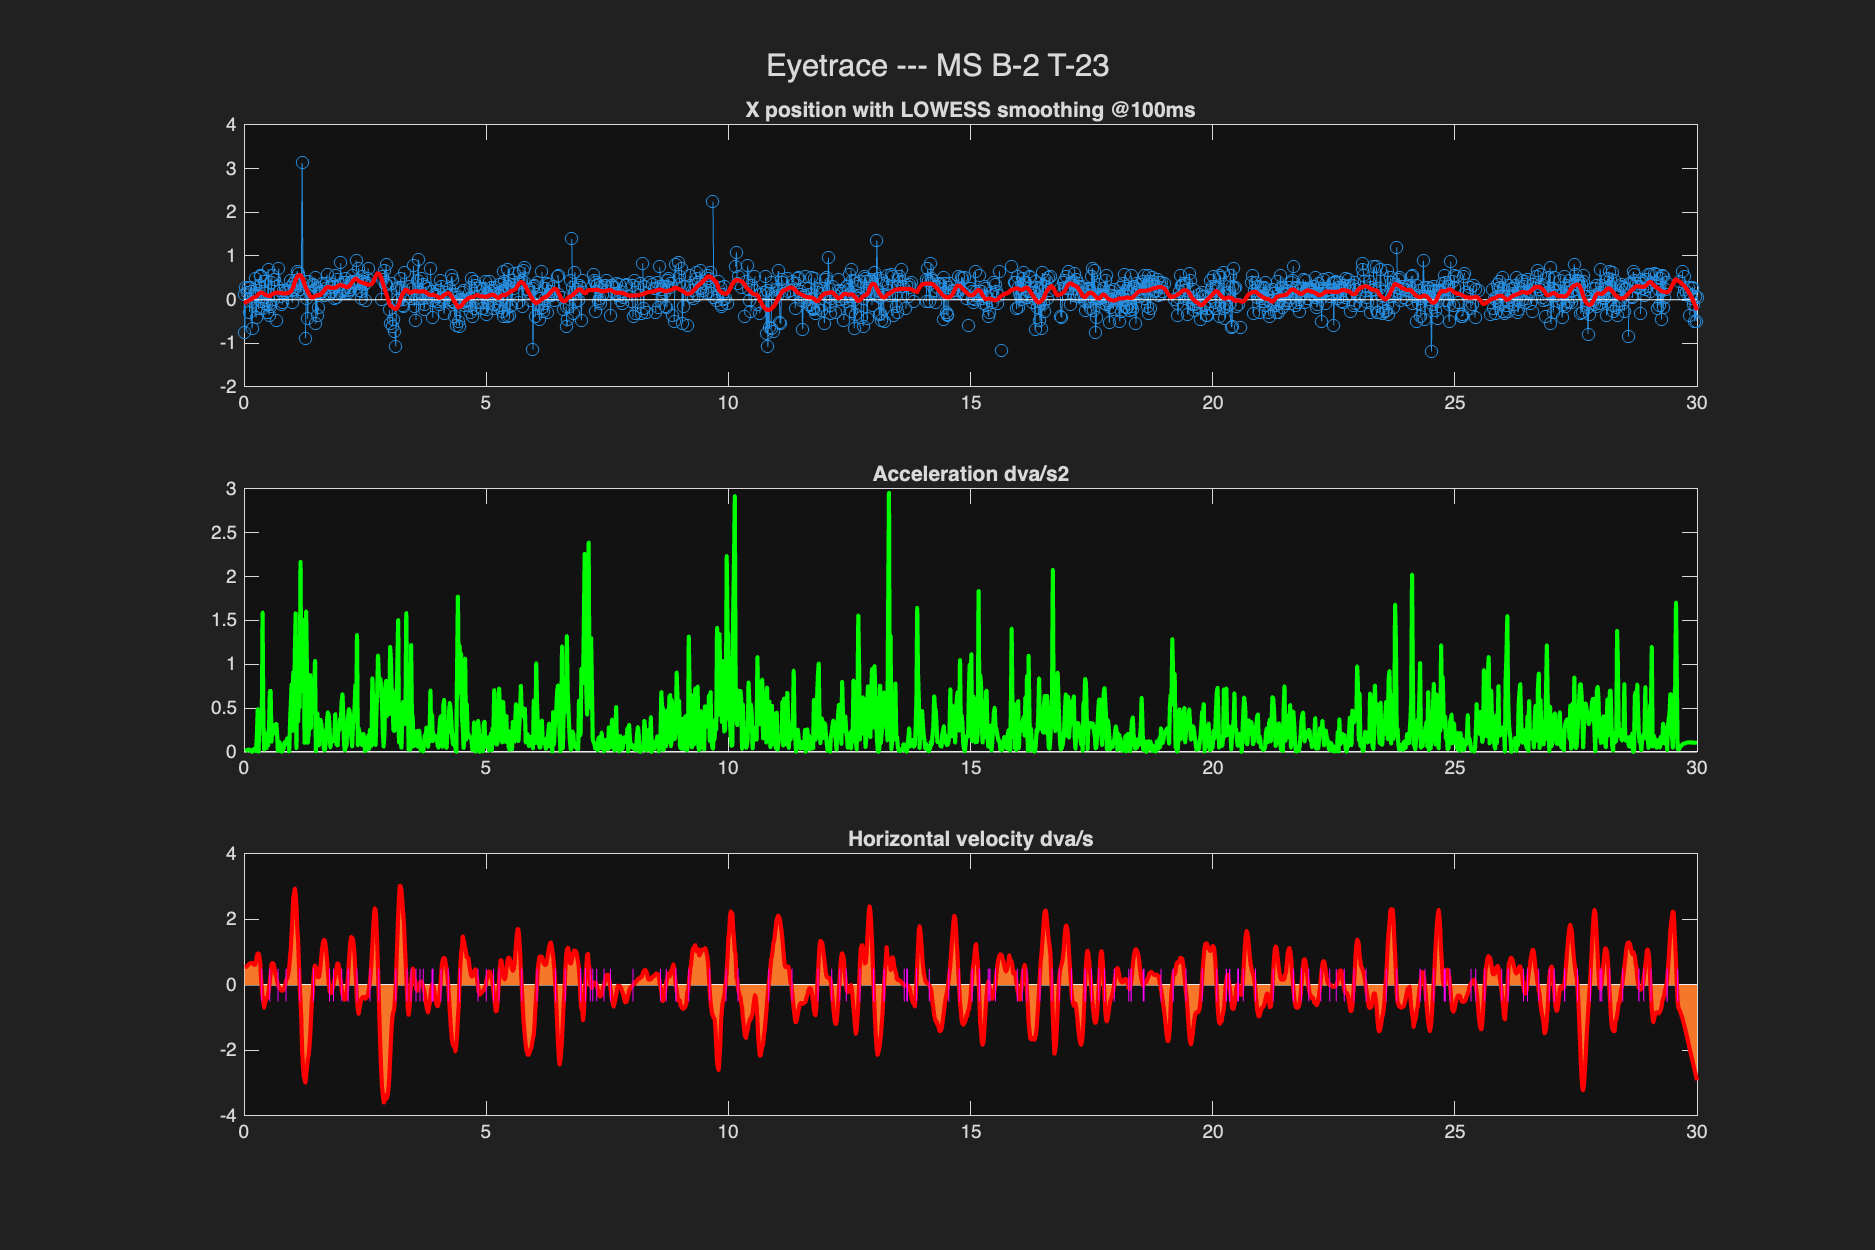 Eyetrace --- MS B-2 T-23
X position with LOWESS smoothing @100ms
4
3
2
1
0
-1
-2
0 5 10 15 20 25 30
Acceleration dva/s2
3
2.5
2
1.5
1
0.5
0
0 5 10 15 20 25 30
Horizontal velocity dva/s
4
2
0
-2
-4
0 5 10 15 20 25 30